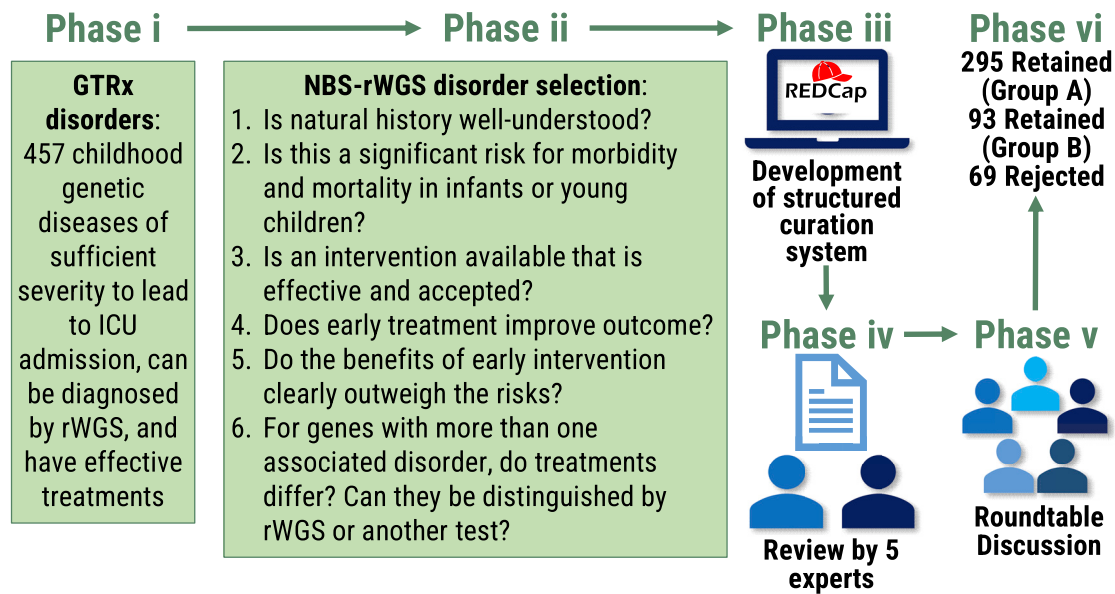 Phase i
GTRx
disorders:
457 childhood
genetic
diseases of
sufficient
severity to lead
to ICU
admission, can
be diagnosed
by rWGS, and
have effective
treatments
Phase ii
NBS-rWGS disorder selection:
1. Is natural history well-understood?
2. Is this a significant risk for morbidity
and mortality in infants or young
children?
3. Is an intervention available that is
effective and accepted?
4. Does early treatment improve outcome?
5. Do the benefits of early intervention
clearly outweigh the risks?
6. For genes with more than one
associated disorder, do treatments
differ? Can they be distinguished by
rWGS or another test?
Phase iii
REDCap
Development
of structured
curation
system
Phase iv
Review by 5
experts
Phase v
Roundtable
Discussion
Phase vi
295 Retained
(Group A)
93 Retained
(Group B)
69 Rejected